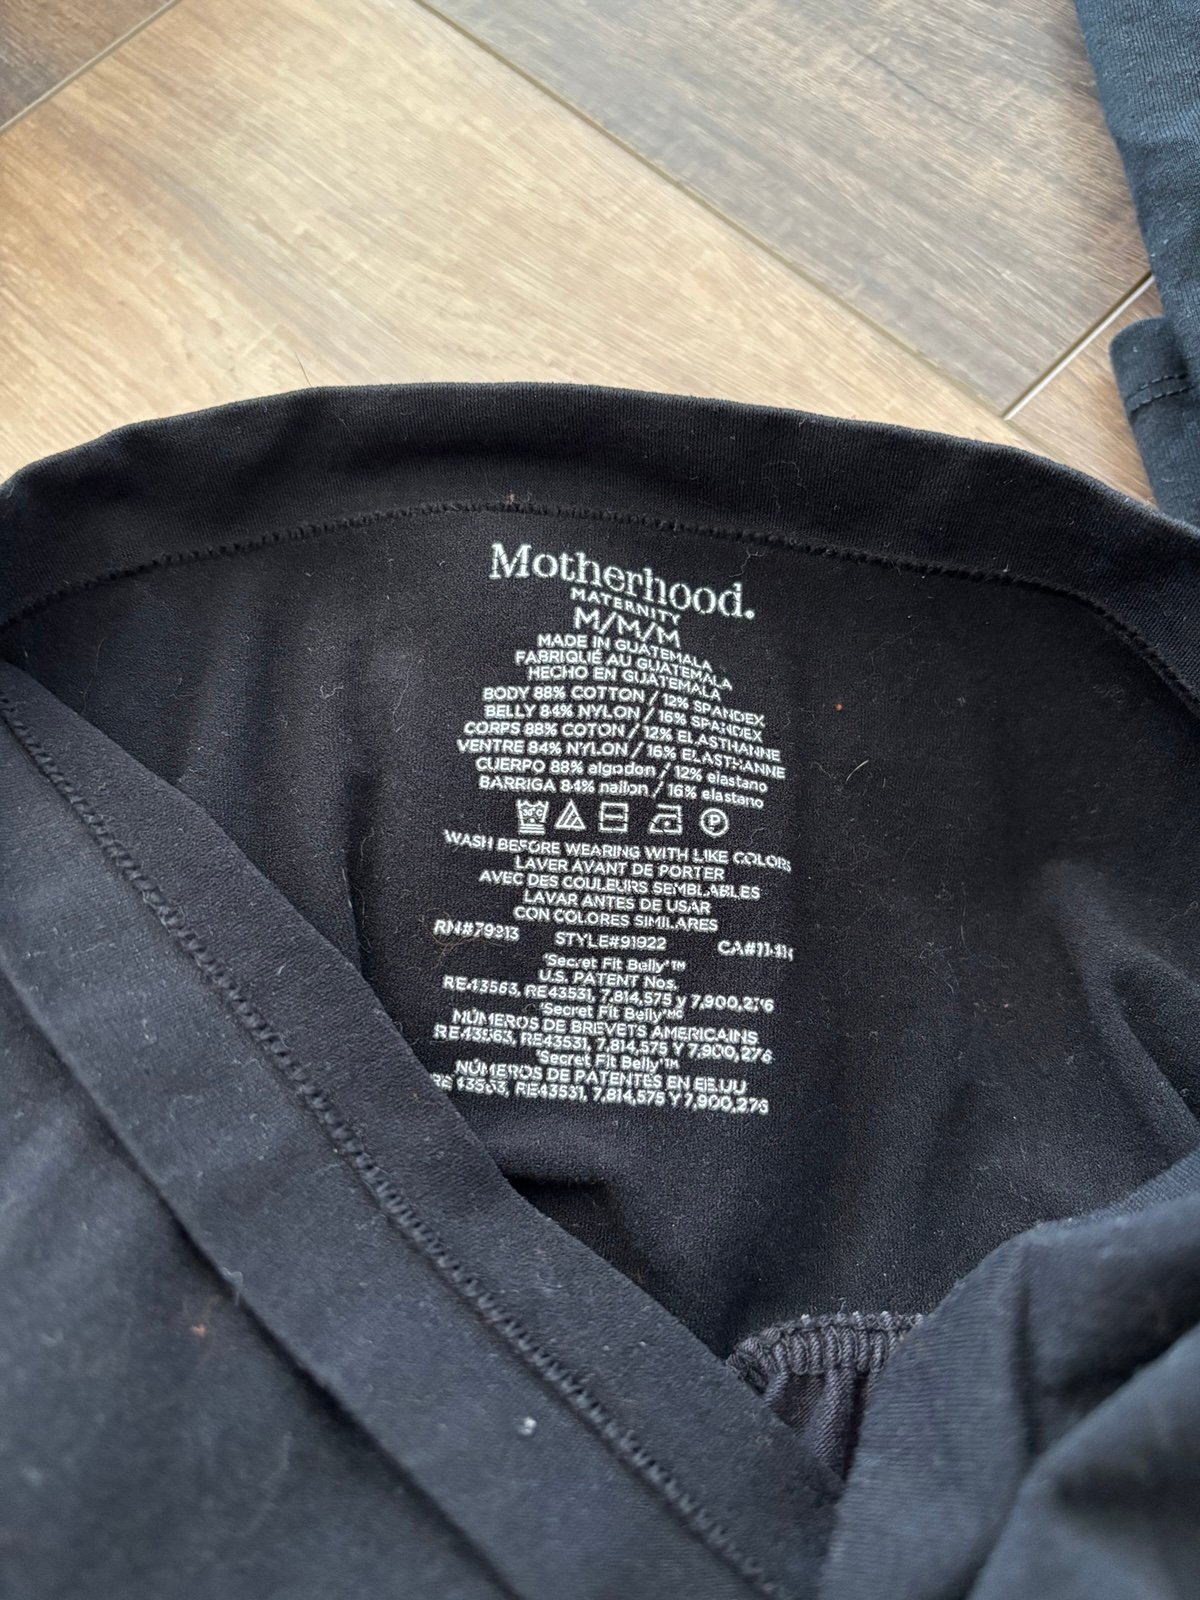 Motherhood.
MATERNITY
M/M/M
MADE IN GUATEMALA
FABRIQUÉ AU GUATEMALA
HECHO EN GUATEMALA
BODY 88% COTTON / 12% SPANDEX
BELLY 84% NYLON / 16% SPANDEX
CORPS 88% COTON / 12% ELASTHANNE
VENTRE 84% NYLON / 16% ELASTHANNE
CUERPO 88% algodon / 12% elastano
BARRIGA 84% nailon / 16% elastano
30°C P
WASH BEFORE WEARING WITH LIKE COLORS
LAVER AVANT DE PORTER
AVEC DES COULEURS SEMBLABLES
LAVAR ANTES DE USAR
CON COLORES SIMILARES
RN#79213 STYLE#91922
"Secret Fit Belly"™
U.S. PATENT Nos.
RE43563, RE43531, 7,814,575 y 7,900,276
"Secret Fit Belly"MC
NÚMEROS DE BREVETS AMERICAINS
RE43563, RE43531, 7,814,575 Y 7,900,276
"Secret Fit Belly"™
NÚMEROS DE PATENTES EN EE.UU
RE43563, RE43531, 7,814,575 Y 7,900,276